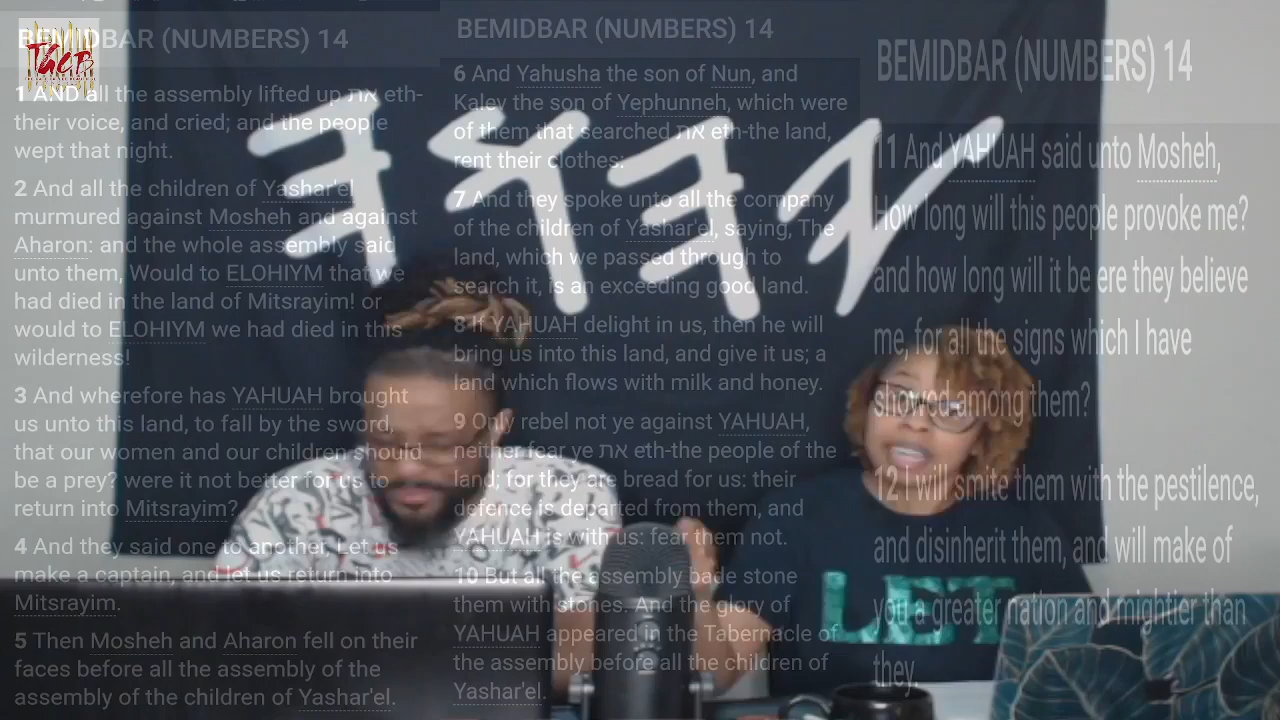 BEMIDBAR (NUMBERS) 14
1 AND all the assembly lifted up את eth-
their voice, and cried; and the people
wept that night.
2 And all the children of Yashar'el
murmured against Mosheh and against
Aharon: and the whole assembly said
unto them, Would to ELOHIYM that we
had died in the land of Mitsrayim! or
would to ELOHIYM we had died in this
wilderness!
3 And wherefore has YAHUAH brought
us unto this land, to fall by the sword,
that our women and our children should
be a prey? were it not better for us to
return into Mitsrayim?
4 And they said one to another, Let us
make a captain, and let us return into
Mitsrayim.
5 Then Mosheh and Aharon fell on their
faces before all the assembly of the
assembly of the children of Yashar'el.
BEMIDBAR (NUMBERS) 14
6 And Yahusha the son of Nun, and
Kalev the son of Yephunneh, which were
of them that searched את eth-the land,
rent their clothes:
7 And they spoke unto all the company
of the children of Yashar'el, saying, The
land, which we passed through to
search it, is an exceeding good land.
8 If YAHUAH delight in us, then he will
bring us into this land, and give it us; a
land which flows with milk and honey.
9 Only rebel not ye against YAHUAH,
neither fear ye את eth-the people of the
land; for they are bread for us: their
defence is departed from them, and
YAHUAH is with us: fear them not.
10 But all the assembly bade stone
them with stones. And the glory of
YAHUAH appeared in the Tabernacle of
the assembly before all the children of
Yashar'el.
BEMIDBAR (NUMBERS) 14
11 And YAHUAH said unto Mosheh,
How long will this people provoke me?
and how long will it be ere they believe
me, for all the signs which I have
among them?
12 I will smite them with the pestilence,
and disinherit them, and will make of
you a greater nation and mightier than
they.
𐤉𐤄𐤅𐤄
LET
TGCP